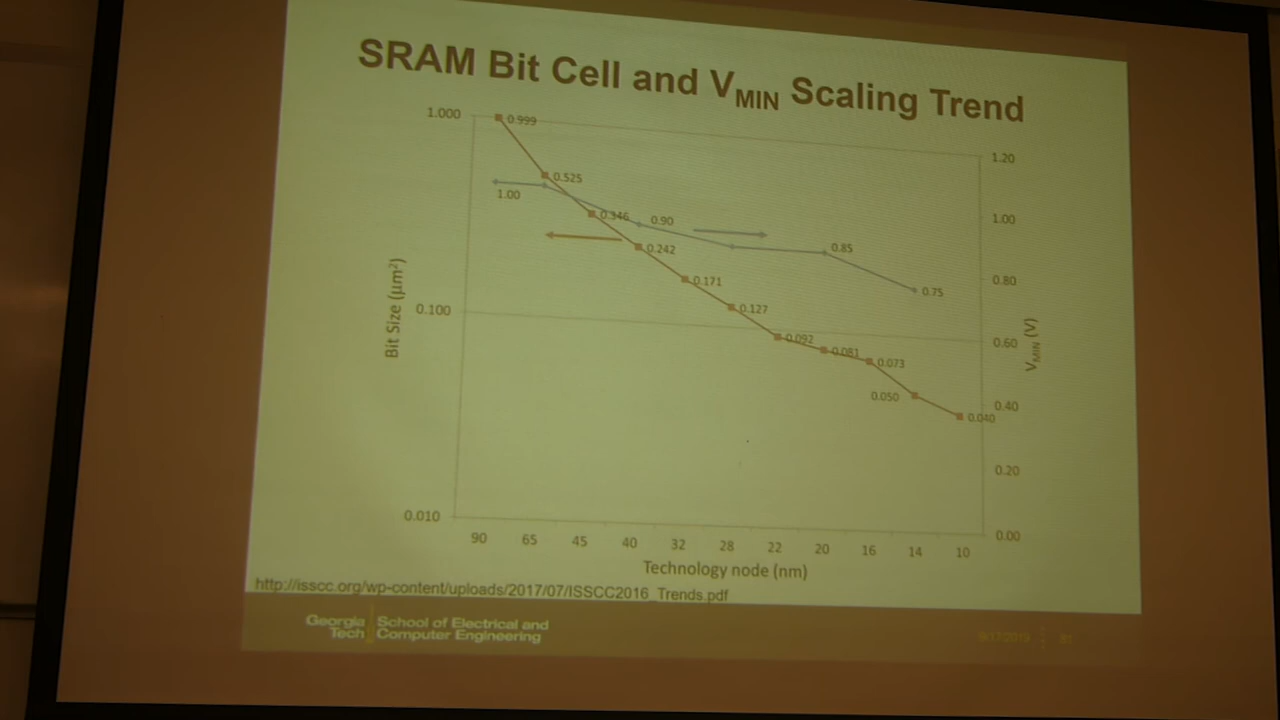 SRAM Bit Cell and VMIN Scaling Trend
1.000
0.999
1.20
0.525
1.00
0.346
0.90
1.00
0.242
0.85
0.171
0.80
0.75
Bit Size (μm²)
0.100
0.127
0.092
0.081
0.60
VMIN (V)
0.073
0.050
0.40
0.040
0.20
0.010
0.00
90 65 45 40 32 28 22 20 16 14 10
Technology node (nm)
http://isscc.org/wp-content/uploads/2017/07/ISSCC2016_Trends.pdf
Georgia Tech
School of Electrical and
Computer Engineering